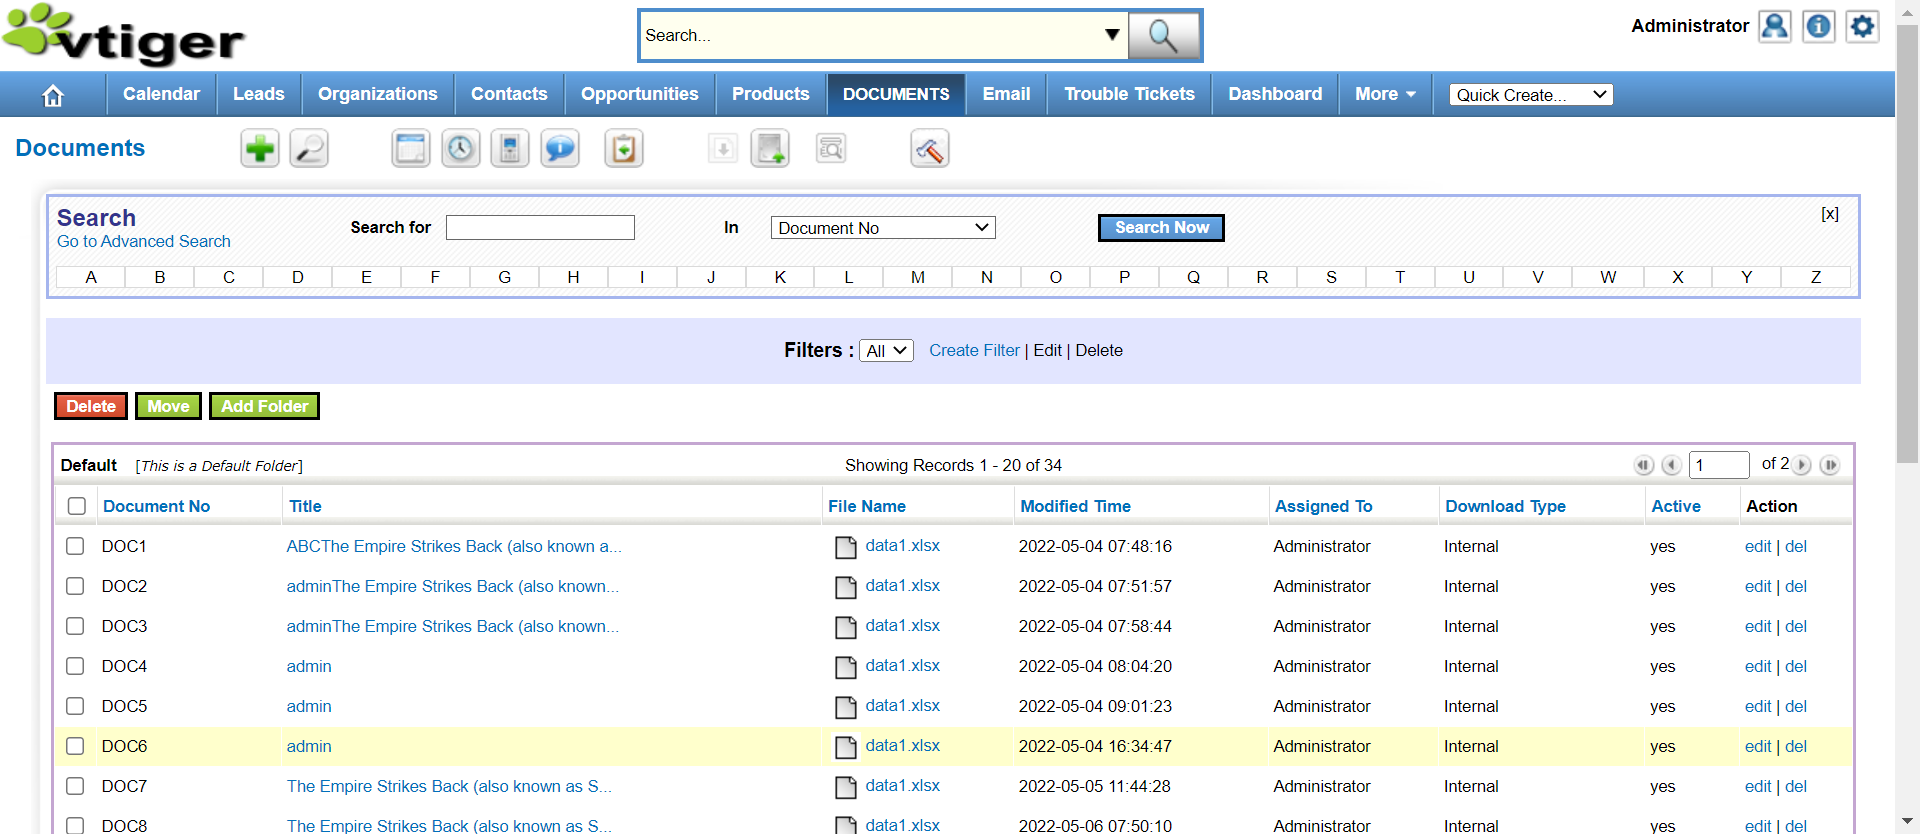 vtiger
Search...
Administrator
Calendar Leads Organizations Contacts Opportunities Products DOCUMENTS Email Trouble Tickets Dashboard More Quick Create...
Documents
Search
Go to Advanced Search
Search for In Document No Search Now [x]
A B C D E F G H I J K L M N O P Q R S T U V W X Y Z
Filters : All Create Filter | Edit | Delete
Delete Move Add Folder
Default [This is a Default Folder] Showing Records 1 - 20 of 34 1 of 2
Document No Title File Name Modified Time Assigned To Download Type Active Action
DOC1 ABCThe Empire Strikes Back (also known a... data1.xlsx 2022-05-04 07:48:16 Administrator Internal yes edit | del
DOC2 adminThe Empire Strikes Back (also known... data1.xlsx 2022-05-04 07:51:57 Administrator Internal yes edit | del
DOC3 adminThe Empire Strikes Back (also known... data1.xlsx 2022-05-04 07:58:44 Administrator Internal yes edit | del
DOC4 admin data1.xlsx 2022-05-04 08:04:20 Administrator Internal yes edit | del
DOC5 admin data1.xlsx 2022-05-04 09:01:23 Administrator Internal yes edit | del
DOC6 admin data1.xlsx 2022-05-04 16:34:47 Administrator Internal yes edit | del
DOC7 The Empire Strikes Back (also known as S... data1.xlsx 2022-05-05 11:44:28 Administrator Internal yes edit | del
DOC8 The Empire Strikes Back (also known as S... data1.xlsx 2022-05-06 07:50:10 Administrator Internal yes edit | del